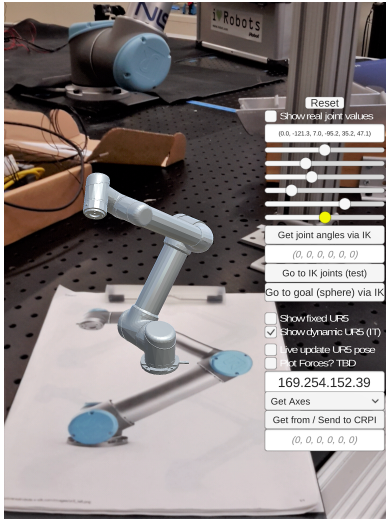 NIS
i ♥ Robots
iRobot
Reset
Show real joint values
(0.0, -121.3, 7.0, -95.2, 35.2, 47.1)
Get joint angles via IK
(0, 0, 0, 0, 0, 0)
Go to IK joints (test)
Go to goal (sphere) via IK
Show fixed UR5
Show dynamic UR5 (IT)
Live update UR5 pose
Plot Forces? TBD
169.254.152.39
Get Axes
Get from / Send to CRPI
(0, 0, 0, 0, 0, 0)